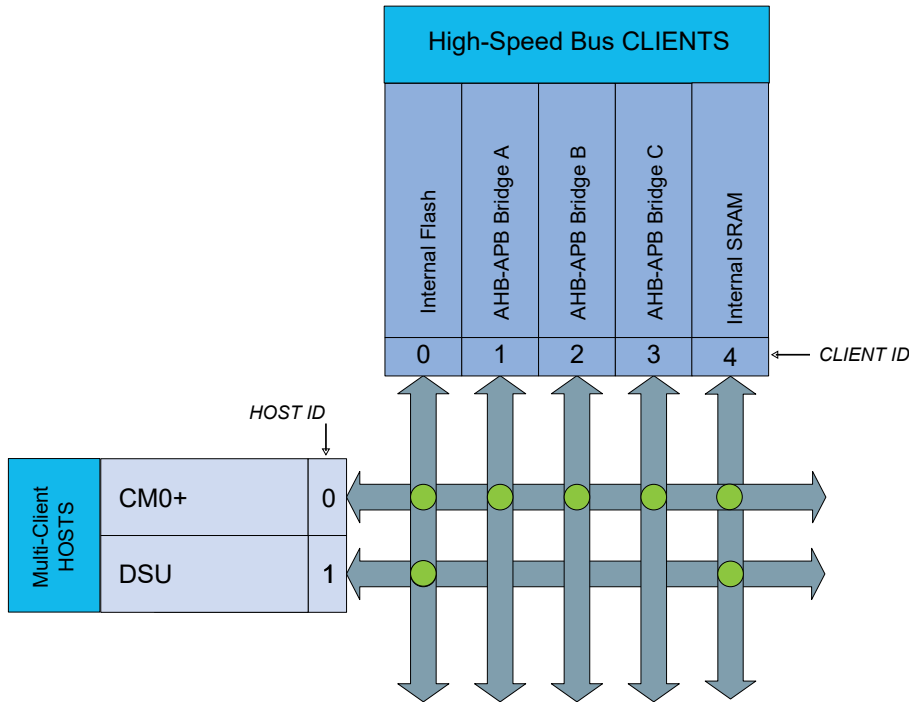 High-Speed Bus CLIENTS
Internal Flash
AHB-APB Bridge A
AHB-APB Bridge B
AHB-APB Bridge C
Internal SRAM
0
1
2
3
4
CLIENT ID
HOST ID
Multi-Client
HOSTS
CM0+
0
DSU
1